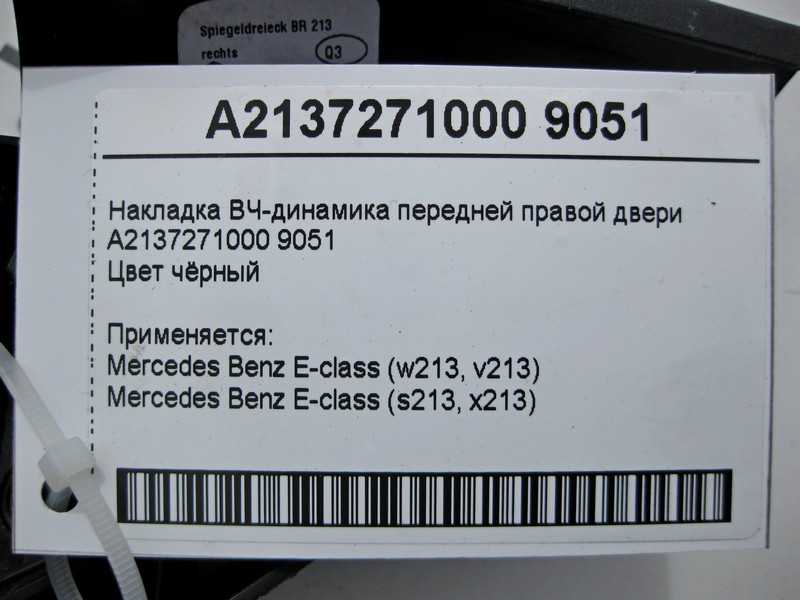 Spiegeldreieck BR 213
rechts Q3
A2137271000 9051
Накладка ВЧ-динамика передней правой двери
A2137271000 9051
Цвет чёрный
Применяется:
Mercedes Benz E-class (w213, v213)
Mercedes Benz E-class (s213, x213)